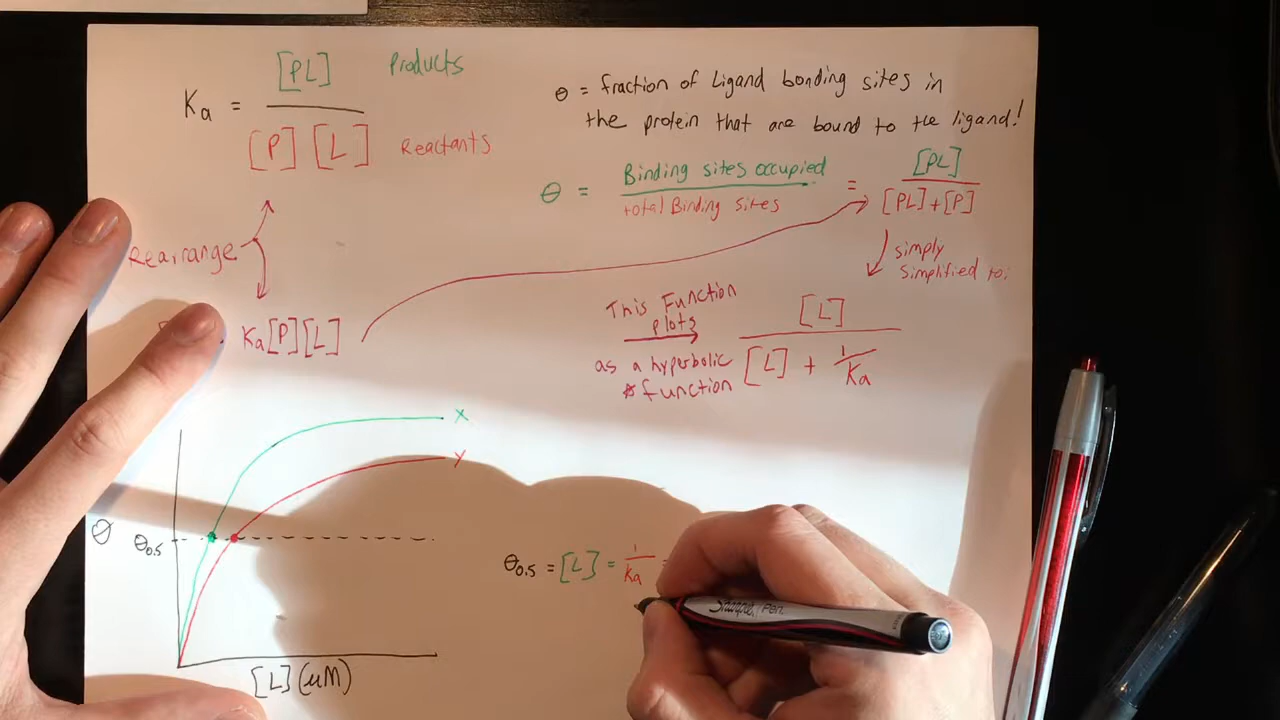 [PL] Products
Ka =
[P] [L] Reactants
Rearrange
Ka[P][L]
θ = fraction of Ligand bonding sites in
the protein that are bound to the ligand!
θ = Binding sites occupied = [PL]
total Binding sites [PL]+[P]
simply
simplified to:
This Function
plots
as a hyperbolic
function
[L]
[L] + 1/Ka
X
Y
θ
θ0.5
[L](uM)
θ0.5 = [L] = 1/Ka =
Sharpie Pen